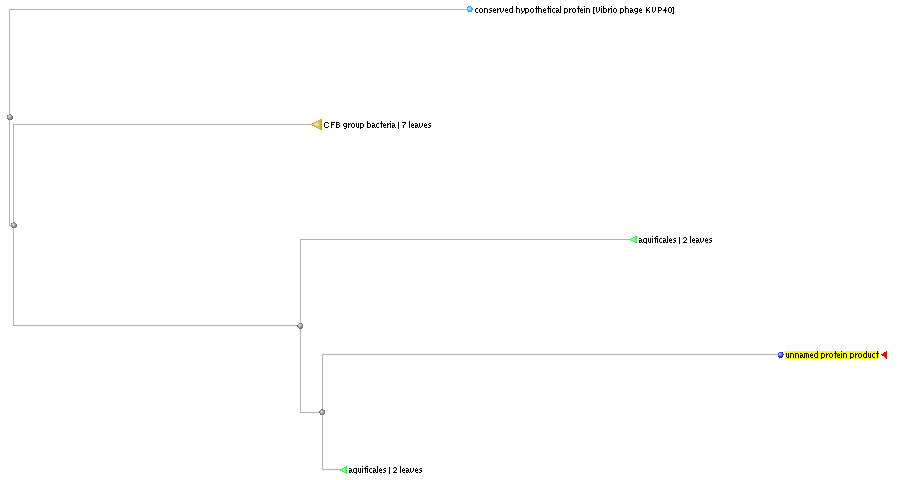 conserved hypothetical protein [Vibrio phage KVP40]
CFB group bacteria | 7 leaves
aquificales | 2 leaves
unnamed protein product
aquificales | 2 leaves